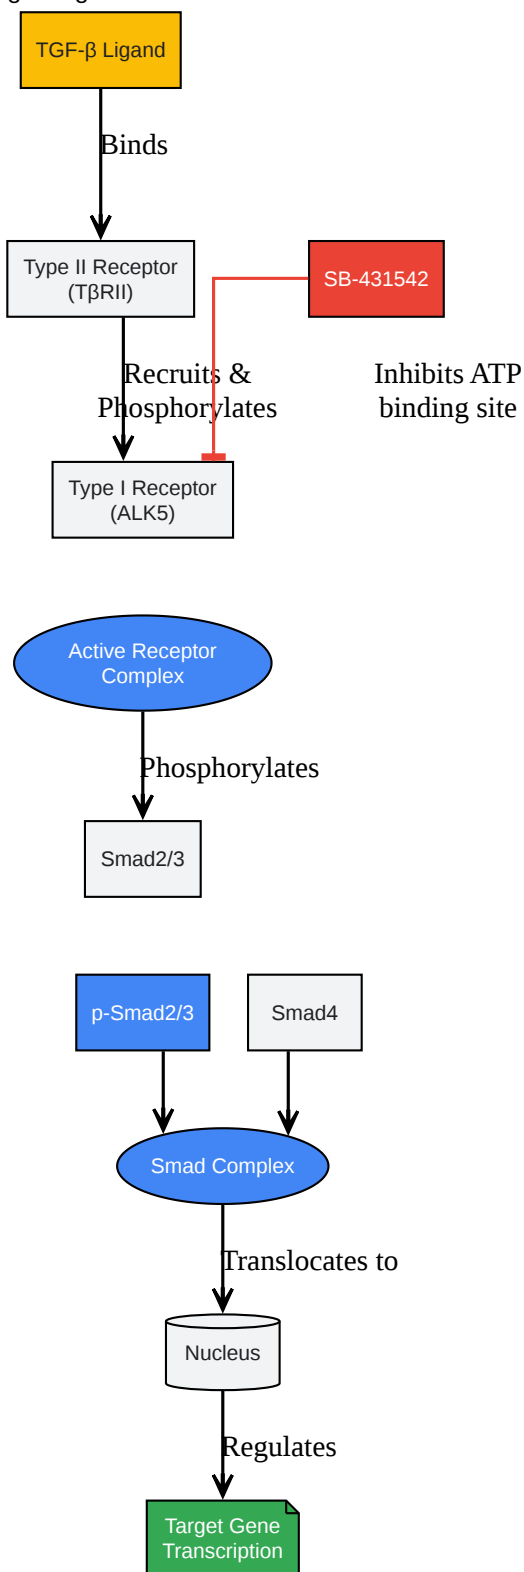 TGF-β Ligand
Binds
Type II Receptor
(TβRII)
SB-431542
Recruits &
Phosphorylates
Inhibits ATP
binding site
Type I Receptor
(ALK5)
Active Receptor
Complex
Phosphorylates
Smad2/3
p-Smad2/3
Smad4
Smad Complex
Translocates to
Nucleus
Regulates
Target Gene
Transcription